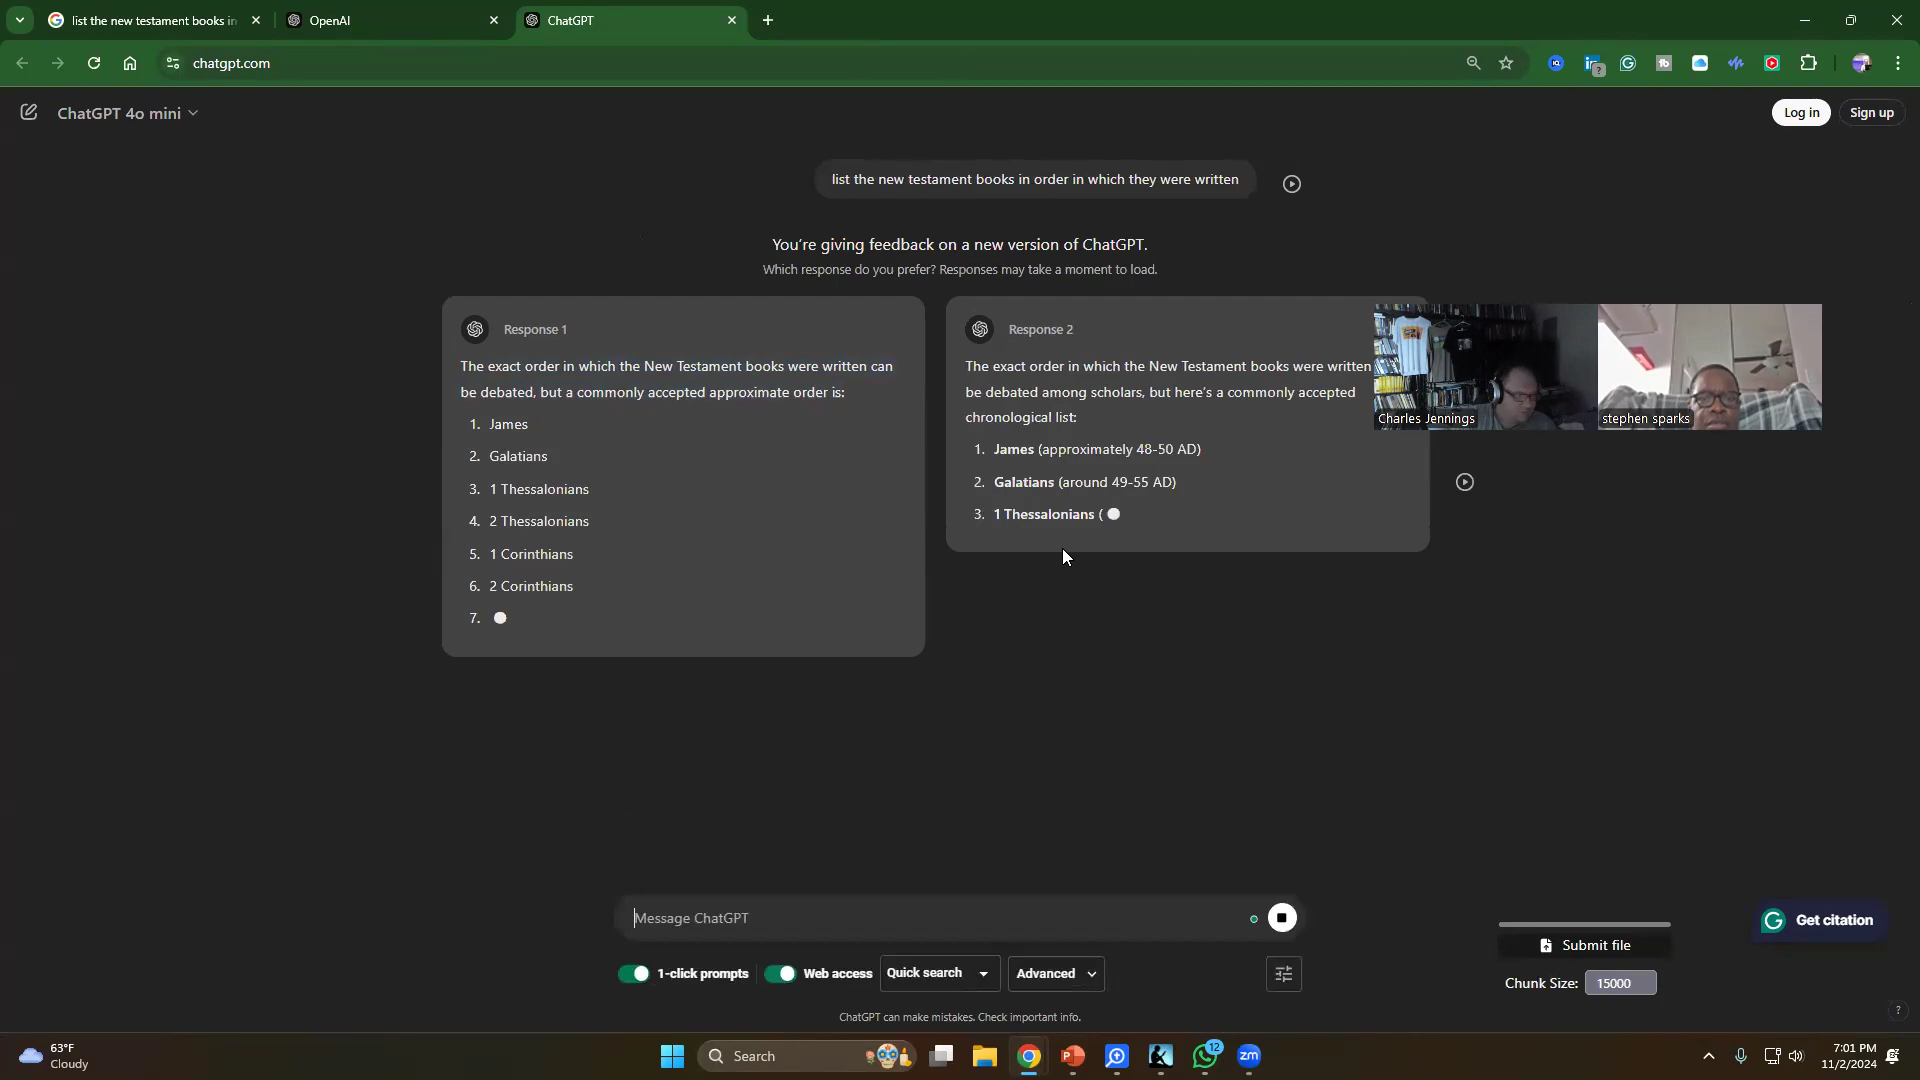 list the new testament books in
OpenAI
ChatGPT
chatgpt.com
ChatGPT 4o mini
Log in
Sign up
list the new testament books in order in which they were written
You're giving feedback on a new version of ChatGPT.
Which response do you prefer? Responses may take a moment to load.
Response 1
The exact order in which the New Testament books were written can
be debated, but a commonly accepted approximate order is:
1. James
2. Galatians
3. 1 Thessalonians
4. 2 Thessalonians
5. 1 Corinthians
6. 2 Corinthians
7.
Response 2
The exact order in which the New Testament books were written
be debated among scholars, but here's a commonly accepted
chronological list:
1. James (approximately 48-50 AD)
2. Galatians (around 49-55 AD)
3. 1 Thessalonians (
Charles Jennings
stephen sparks
Message ChatGPT
1-click prompts
Web access
Quick search
Advanced
Submit file
Chunk Size: 15000
Get citation
ChatGPT can make mistakes. Check important info.
?
63°F
Cloudy
Search
12
zm
7:01 PM
11/2/2024